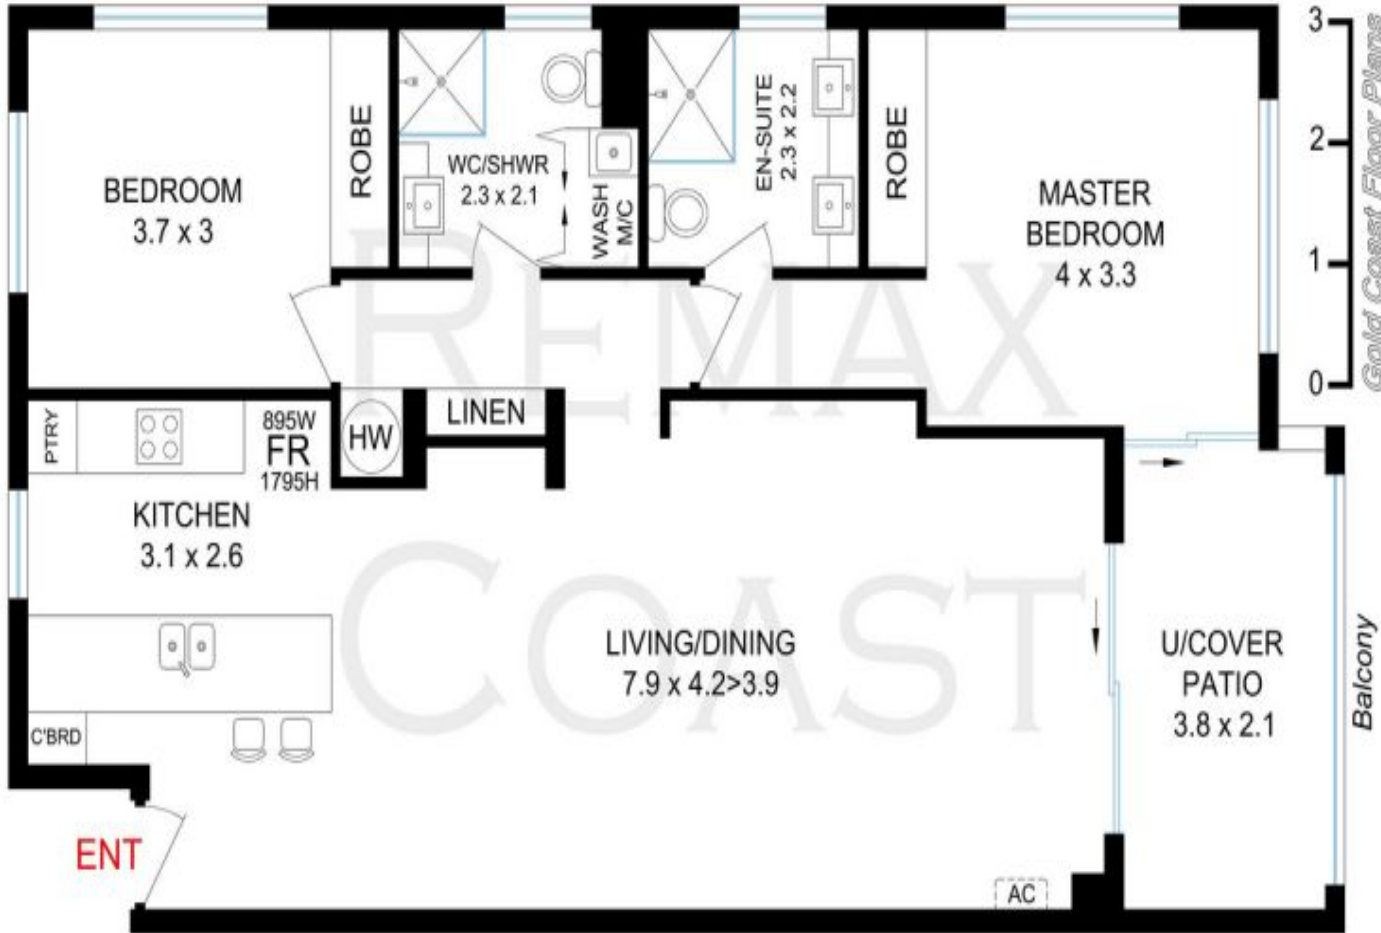 BEDROOM
3.7 x 3
ROBE
WC/SHWR
2.3 x 2.1
WASH
M/C
EN-SUITE
2.3 x 2.2
ROBE
MASTER
BEDROOM
4 x 3.3
3
2
1
0
Gold Coast Floor Plans
REMAX
COAST
PTRY
895W
FR
1795H
HW
LINEN
KITCHEN
3.1 x 2.6
C'BRD
LIVING/DINING
7.9 x 4.2>3.9
U/COVER
PATIO
3.8 x 2.1
Balcony
ENT
AC